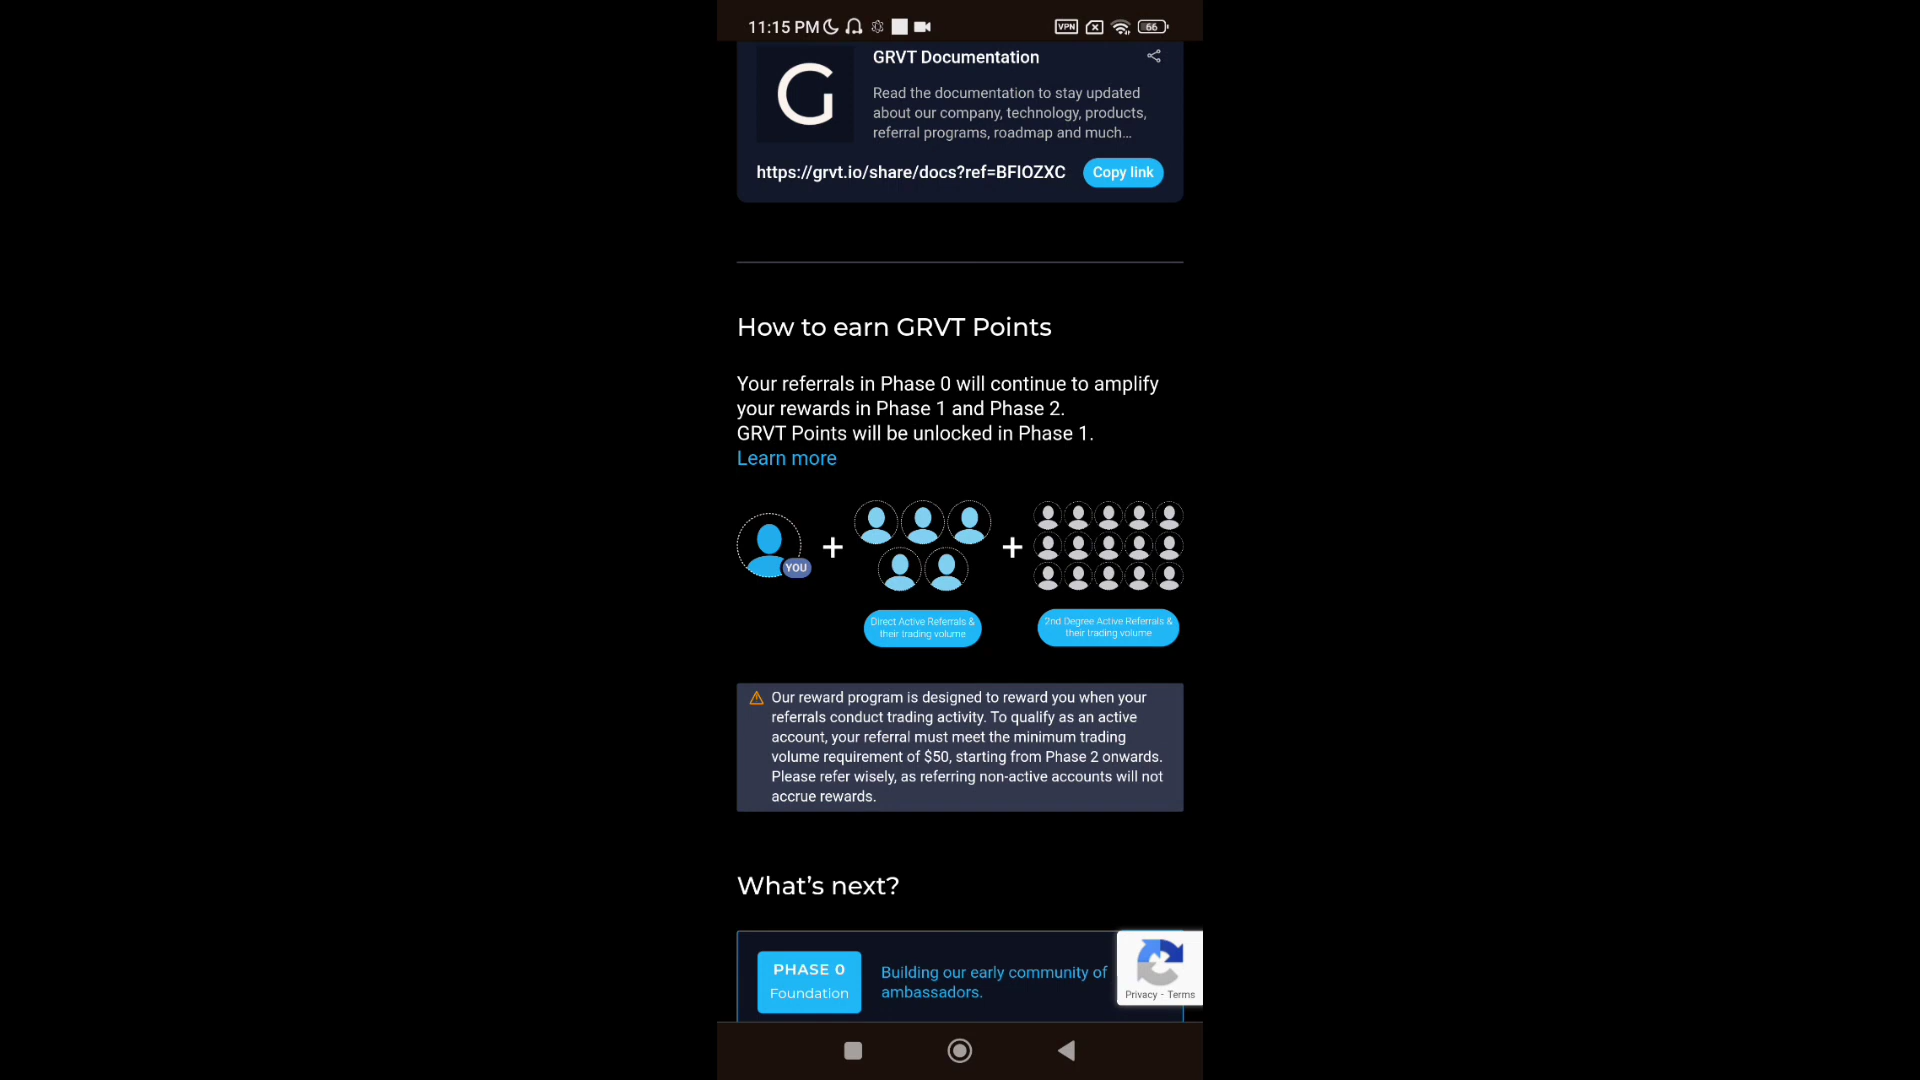 11:15 PM
VPN
66
GRVT Documentation
G
Read the documentation to stay updated
about our company, technology, products,
referral programs, roadmap and much...
https://grvt.io/share/docs?ref=BFIOZXC
Copy link
How to earn GRVT Points
Your referrals in Phase 0 will continue to amplify
your rewards in Phase 1 and Phase 2.
GRVT Points will be unlocked in Phase 1.
Learn more
YOU
+
+
Direct Active Referrals &
their trading volume
2nd Degree Active Referrals &
their trading volume
Our reward program is designed to reward you when your
referrals conduct trading activity. To qualify as an active
account, your referral must meet the minimum trading
volume requirement of $50, starting from Phase 2 onwards.
Please refer wisely, as referring non-active accounts will not
accrue rewards.
What’s next?
PHASE 0
Foundation
Building our early community of
ambassadors.
Privacy - Terms